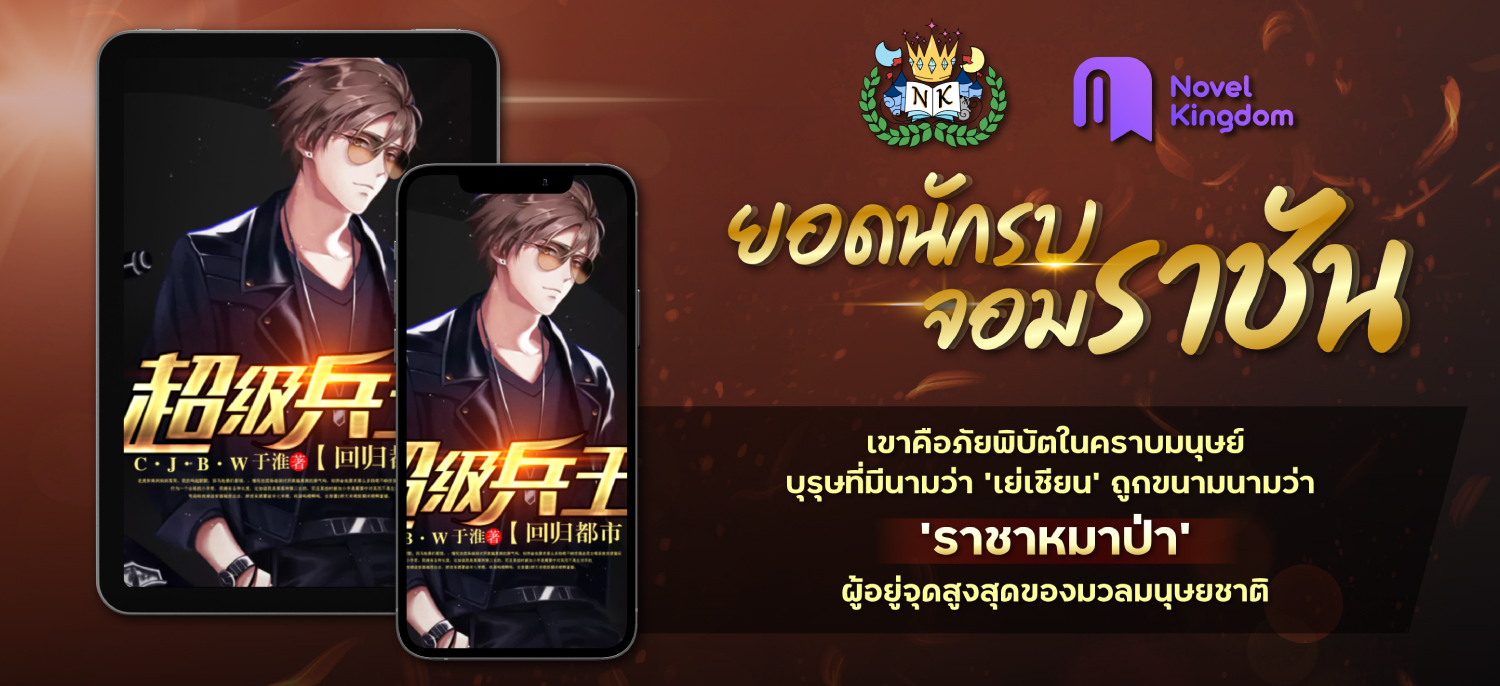 NK
Novel
Kingdom
ยอดนักรบ
จอมราชัน
เขาคือภัยพิบัตในคราบมนุษย์
บุรุษที่มีนามว่า 'เย่เชียน' ถูกขนามนามว่า
'ราชาหมาป่า'
ผู้อยู่จุดสูงสุดของมวลมนุษยชาติ
超级兵王
C·J·B·W于淮著【回归都
级兵王
B·W于淮著【回归都市